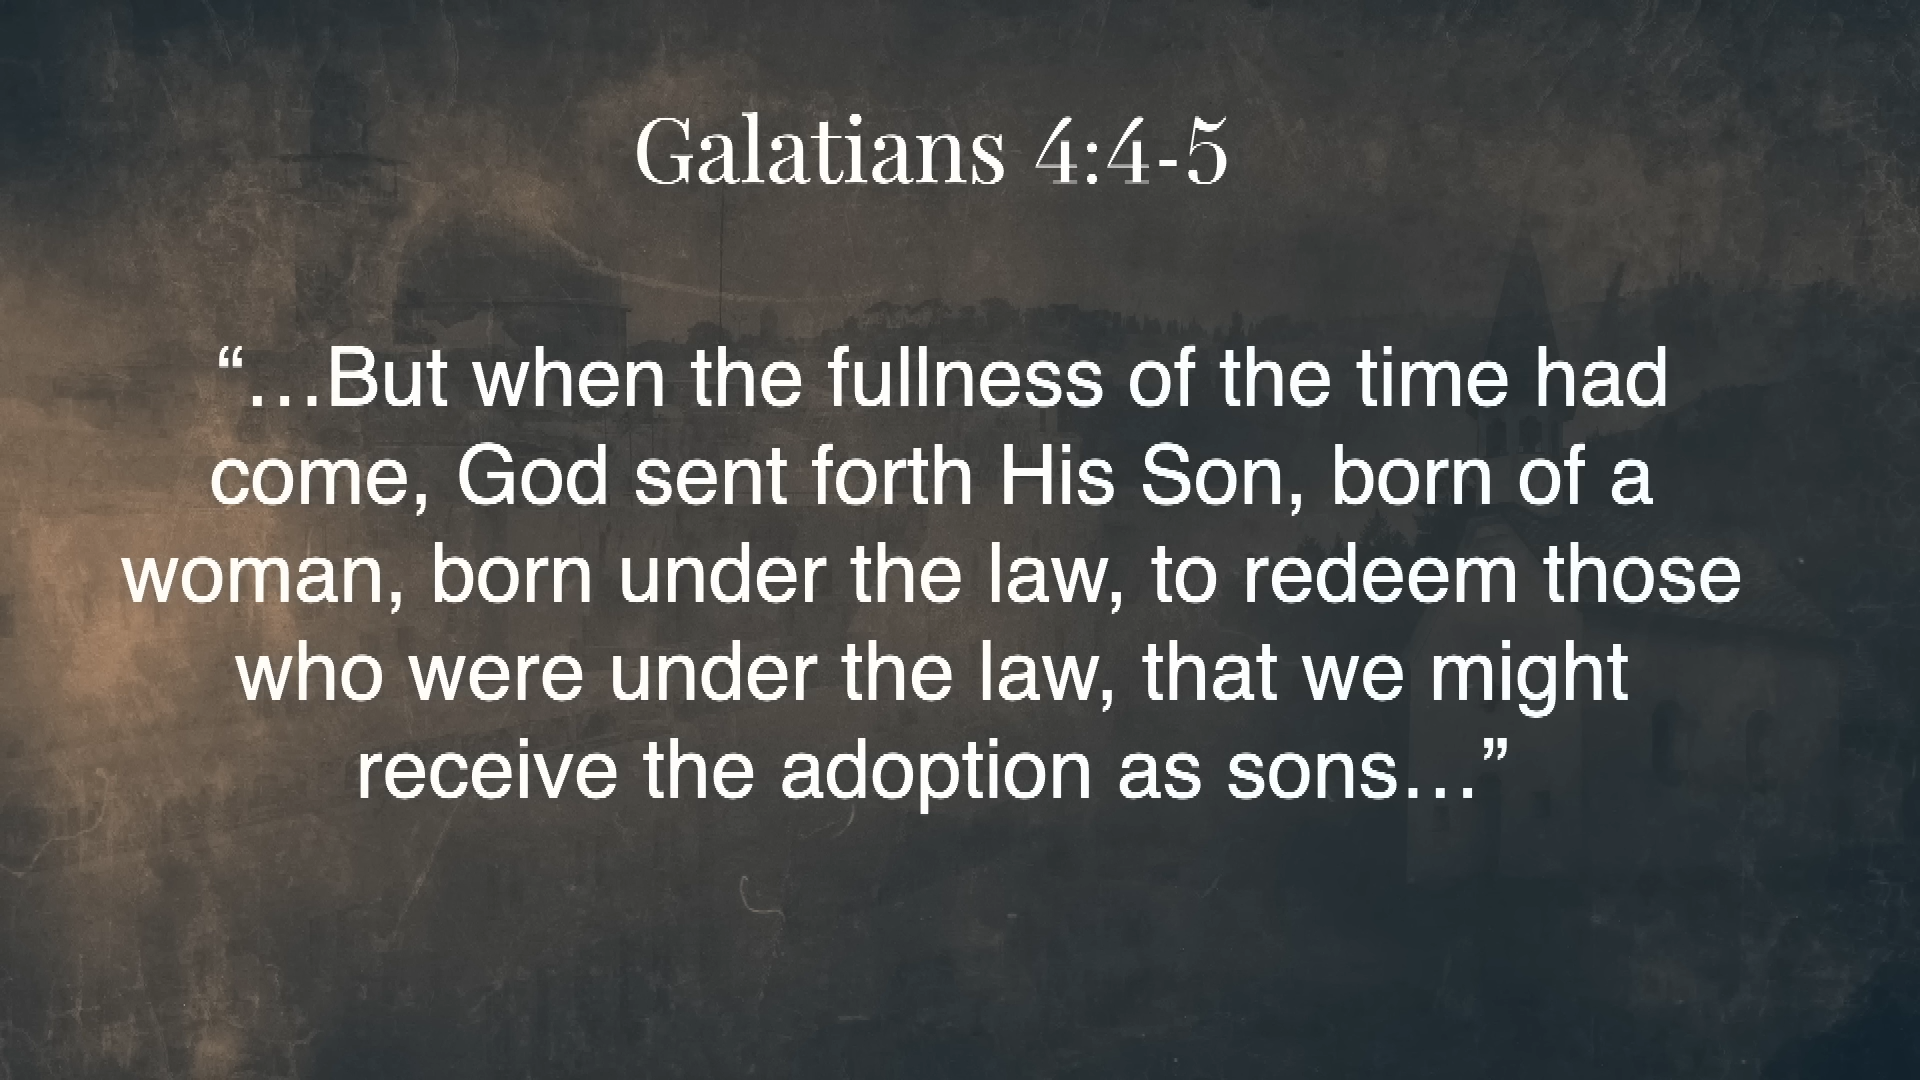 Galatians 4:4-5
“…But when the fullness of the time had
come, God sent forth His Son, born of a
woman, born under the law, to redeem those
who were under the law, that we might
receive the adoption as sons…”